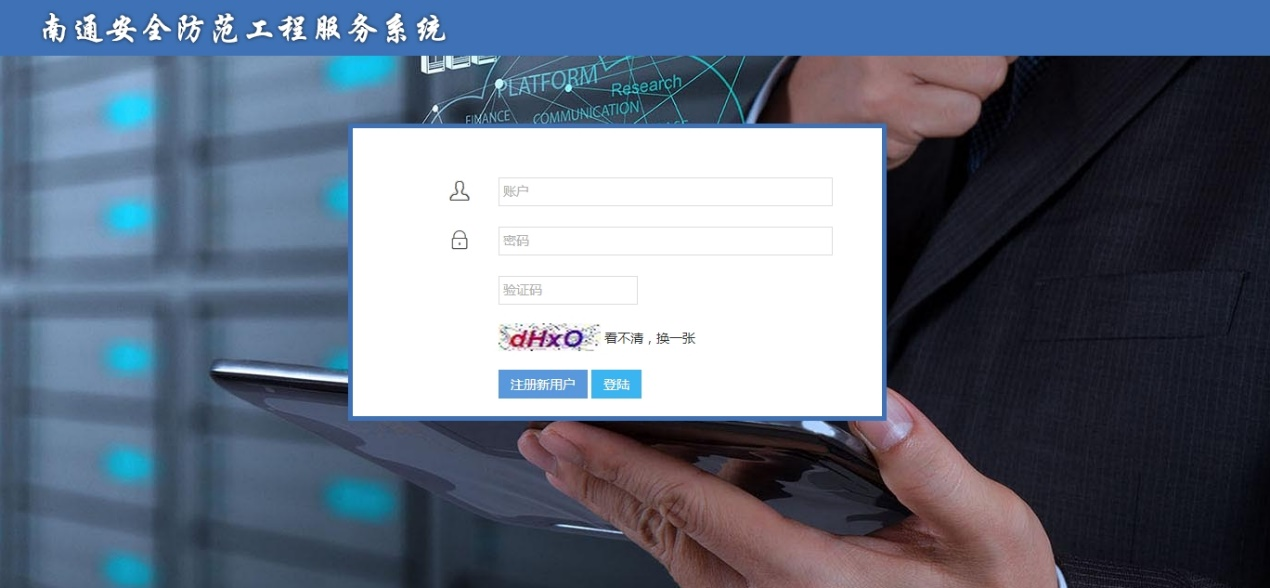 南通安全防范工程服务系统
PLATFORM
Research
FINANCE
COMMUNICATION
账户
密码
验证码
dHxO 看不清，换一张
注册新用户 登陆